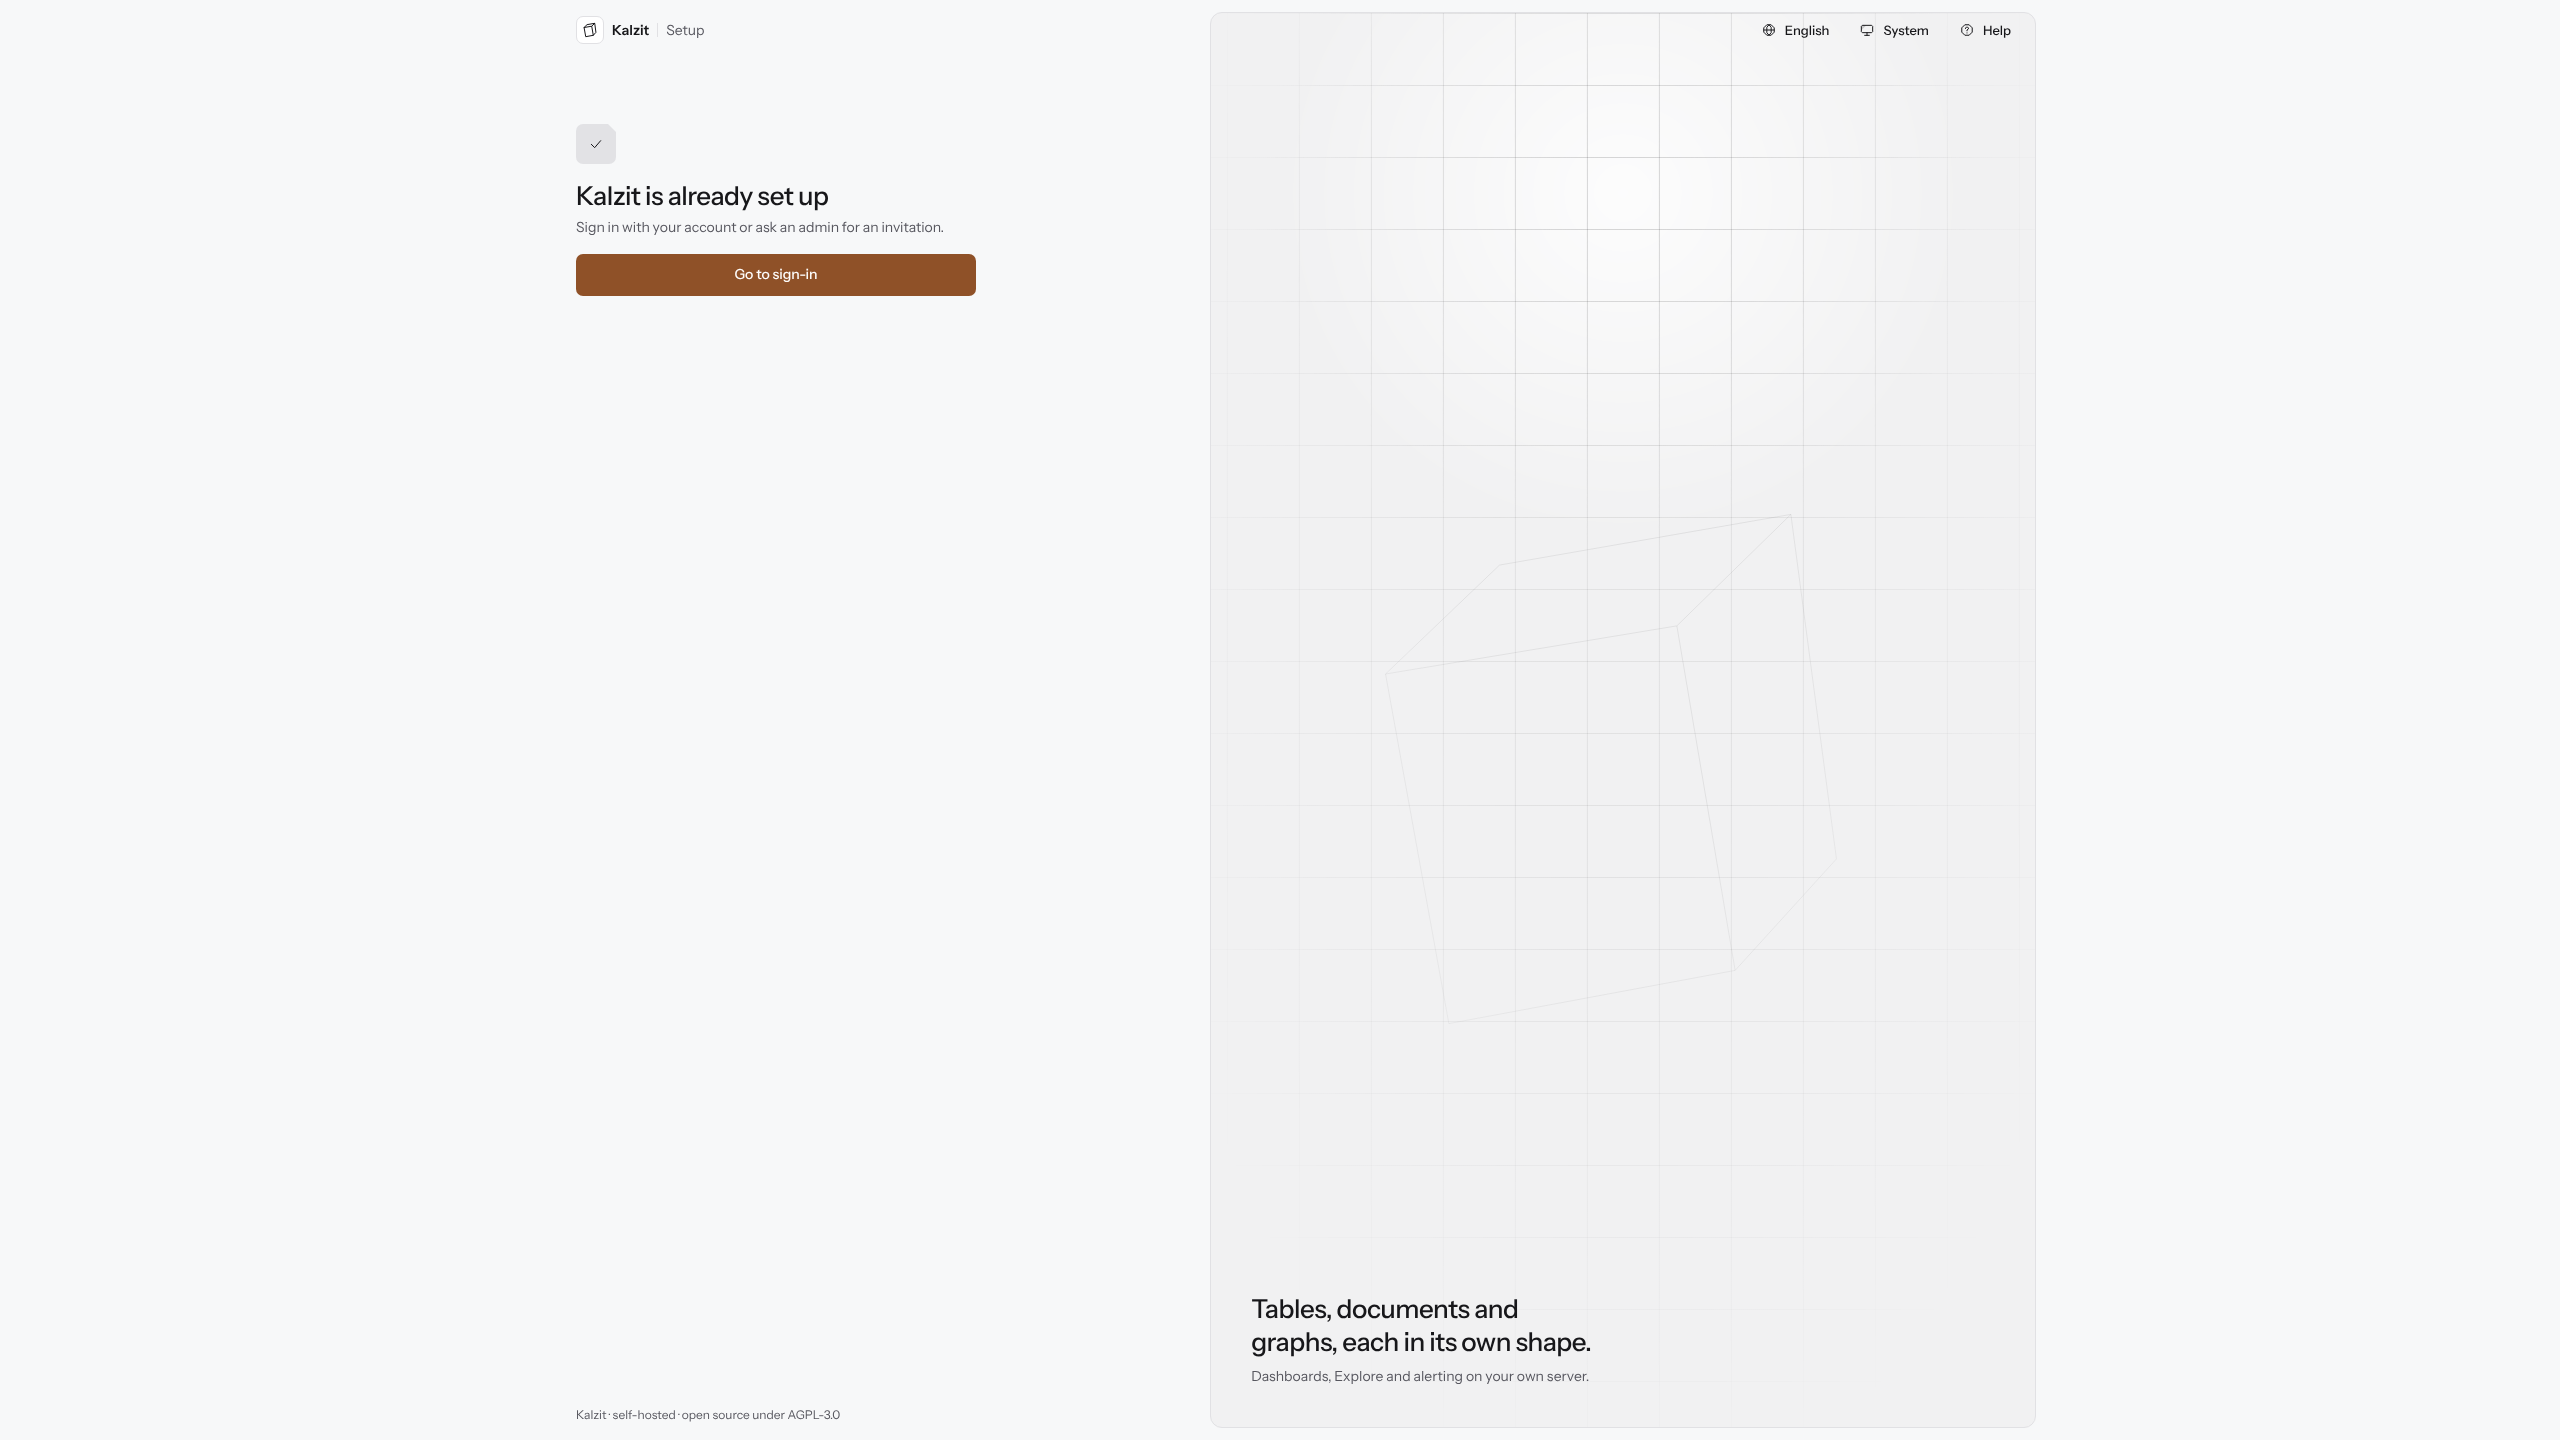 Kalzit
Setup
English
System
Help
Kalzit is already set up
Sign in with your account or ask an admin for an invitation.
Go to sign-in
Tables, documents and
graphs, each in its own shape.
Dashboards, Explore and alerting on your own server.
Kalzit · self-hosted · open source under AGPL-3.0